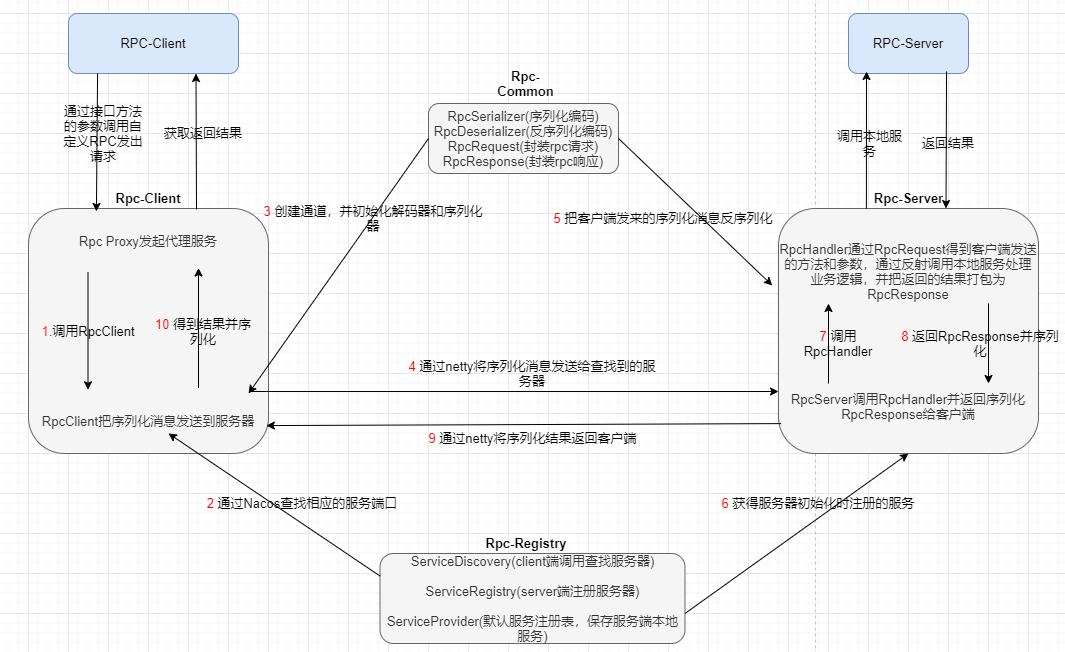 RPC-Client
RPC-Server
Rpc-
Common
RpcSerializer(序列化编码)
RpcDeserializer(反序列化编码)
RpcRequest(封装rpc请求)
RpcResponse(封装rpc响应)
通过接口方法
的参数调用自
定义RPC发出
请求
获取返回结果
调用本地服
务
返回结果
Rpc-Client
Rpc-Server
3 创建通道，并初始化解码器和序列化
器
5 把客户端发来的序列化消息反序列化
Rpc Proxy发起代理服务
1.调用RpcClient
10 得到结果并序
列化
RpcClient把序列化消息发送到服务器
RpcHandler通过RpcRequest得到客户端发送
的方法和参数，通过反射调用本地服务处理
业务逻辑，并把返回的结果打包为
RpcResponse
7 调用
RpcHandler
8 返回RpcResponse并序列
化
RpcServer调用RpcHandler并返回序列化
RpcResponse给客户端
4 通过netty将序列化消息发送给查找到的服
务器
9 通过netty将序列化结果返回客户端
2 通过Nacos查找相应的服务端口
6 获得服务器初始化时注册的服务
Rpc-Registry
ServiceDiscovery(client端调用查找服务器)
ServiceRegistry(server端注册服务器)
ServiceProvider(默认服务注册表，保存服务端本地
服务)